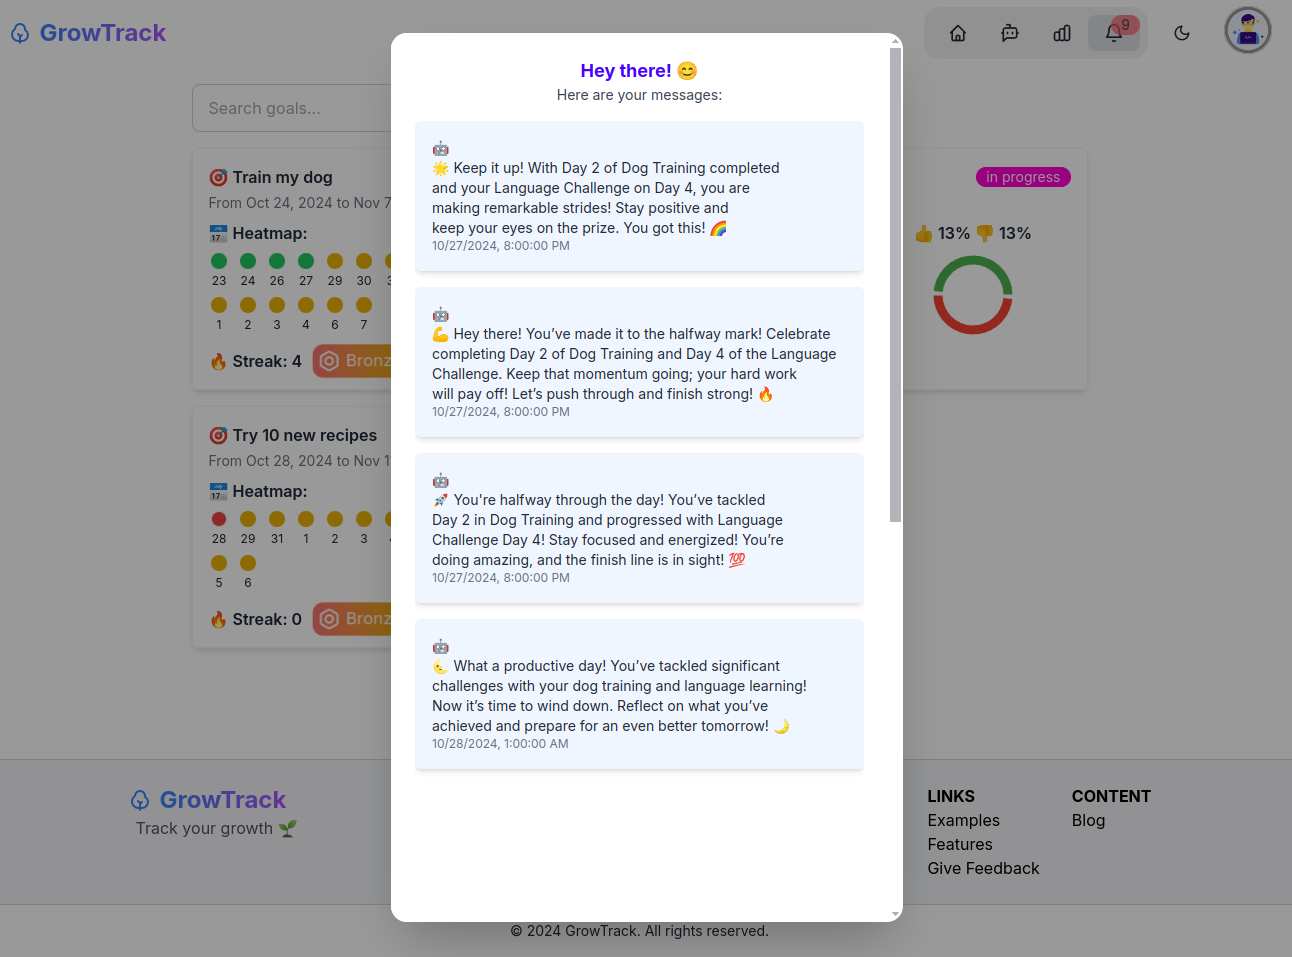 GrowTrack
9
Search goals...
Train my dog
From Oct 24, 2024 to Nov 7
Heatmap:
23 24 26 27 29 30
1 2 3 4 6 7
Streak: 4
Bronz
in progress
13% 13%
Try 10 new recipes
From Oct 28, 2024 to Nov 1
Heatmap:
28 29 31 1 2 3
5 6
Streak: 0
Bronz
Hey there! 😊
Here are your messages:
🤖
🌟 Keep it up! With Day 2 of Dog Training completed
and your Language Challenge on Day 4, you are
making remarkable strides! Stay positive and
keep your eyes on the prize. You got this! 🌈
10/27/2024, 8:00:00 PM
🤖
💪 Hey there! You’ve made it to the halfway mark! Celebrate
completing Day 2 of Dog Training and Day 4 of the Language
Challenge. Keep that momentum going; your hard work
will pay off! Let’s push through and finish strong! 🔥
10/27/2024, 8:00:00 PM
🤖
🚀 You're halfway through the day! You’ve tackled
Day 2 in Dog Training and progressed with Language
Challenge Day 4! Stay focused and energized! You’re
doing amazing, and the finish line is in sight! 💯
10/27/2024, 8:00:00 PM
🤖
🌜 What a productive day! You’ve tackled significant
challenges with your dog training and language learning!
Now it’s time to wind down. Reflect on what you’ve
achieved and prepare for an even better tomorrow! 🌙
10/28/2024, 1:00:00 AM
GrowTrack
Track your growth 🌱
LINKS
Examples
Features
Give Feedback
CONTENT
Blog
© 2024 GrowTrack. All rights reserved.